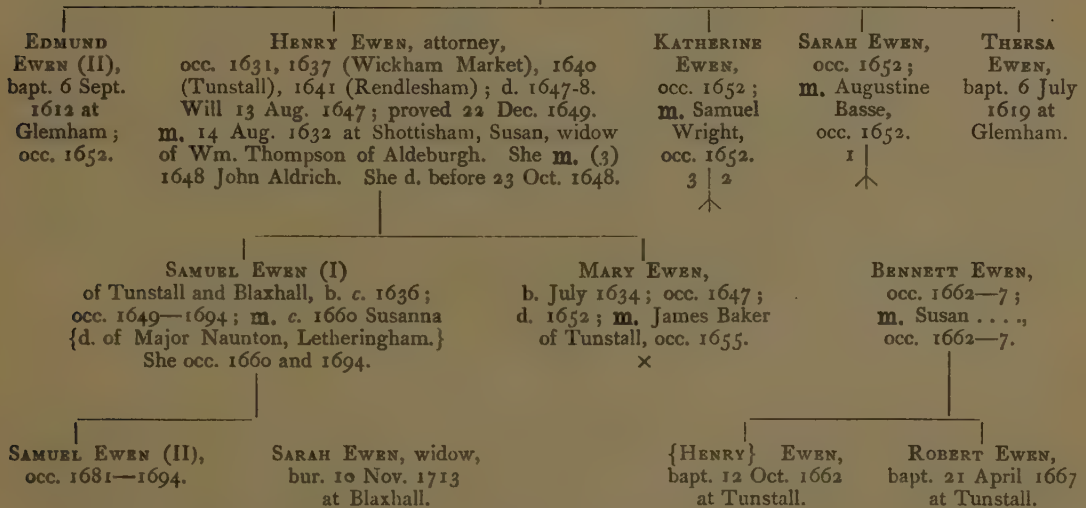 EDMUND
EWEN (II),
bapt. 6 Sept.
1612 at
Glemham;
occ. 1652.
HENRY EWEN, attorney,
occ. 1631, 1637 (Wickham Market), 1640
(Tunstall), 1641 (Rendlesham); d. 1647-8.
Will 13 Aug. 1647; proved 22 Dec. 1649.
m. 14 Aug. 1632 at Shottisham, Susan, widow
of Wm. Thompson of Aldeburgh. She m. (3)
1648 John Aldrich. She d. before 23 Oct. 1648.
KATHERINE
EWEN,
occ. 1652;
m. Samuel
Wright,
occ. 1652.
3 | 2
SARAH EWEN,
occ. 1652;
m. Augustine
Basse,
occ. 1652.
1 |
THERSA
EWEN,
bapt. 6 July
1619 at
Glemham.
SAMUEL EWEN (I)
of Tunstall and Blaxhall, b. c. 1636;
occ. 1649—1694; m. c. 1660 Susanna
{d. of Major Naunton, Letheringham.}
She occ. 1660 and 1694.
MARY EWEN,
b. July 1634; occ. 1647;
d. 1652; m. James Baker
of Tunstall, occ. 1655.
×
BENNETT EWEN,
occ. 1662—7;
m. Susan . . . .,
occ. 1662—7.
SAMUEL EWEN (II),
occ. 1681—1694.
SARAH EWEN, widow,
bur. 10 Nov. 1713
at Blaxhall.
{HENRY} EWEN,
bapt. 12 Oct. 1662
at Tunstall.
ROBERT EWEN,
bapt. 21 April 1667
at Tunstall.